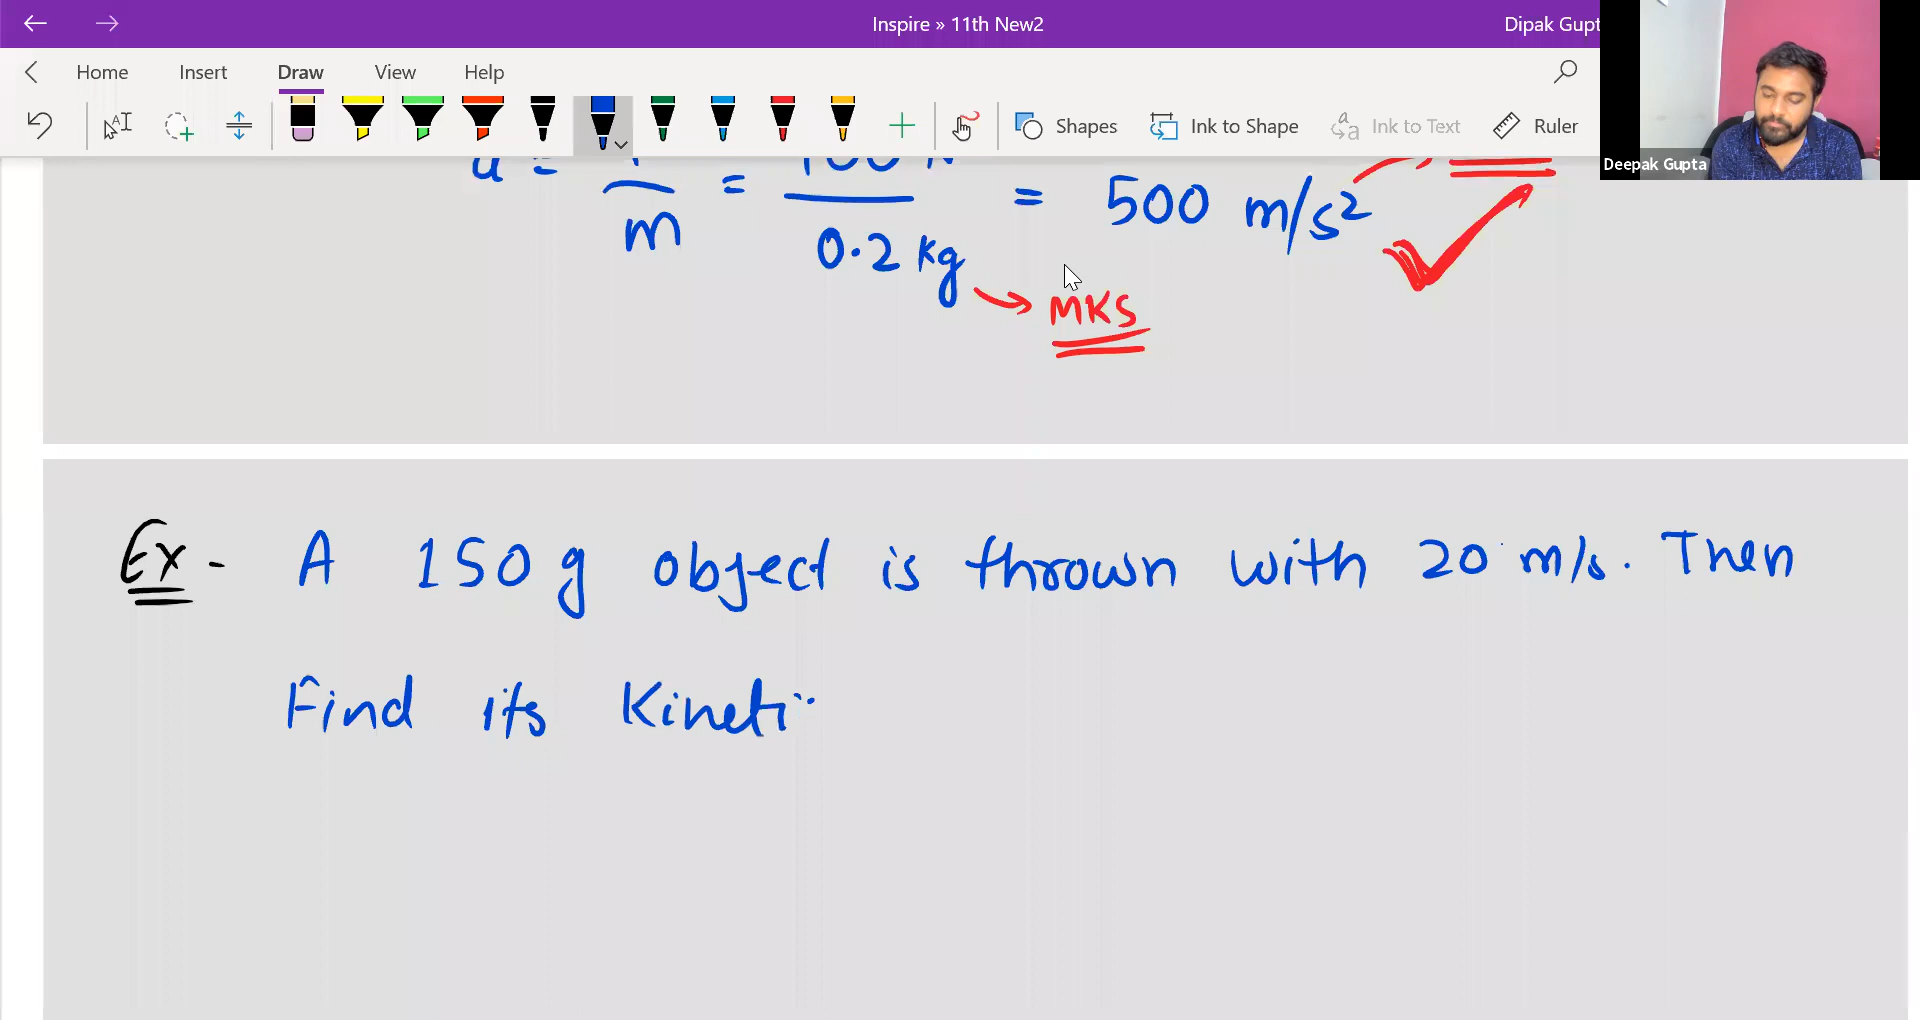 Inspire » 11th New2
Dipak Gupt
Home Insert Draw View Help
Shapes Ink to Shape Ink to Text Ruler
Deepak Gupta
m = 0.2 kg = 500 m/s²
MKS
Ex - A 150 g object is thrown with 20 m/s. Then
Find its Kineti